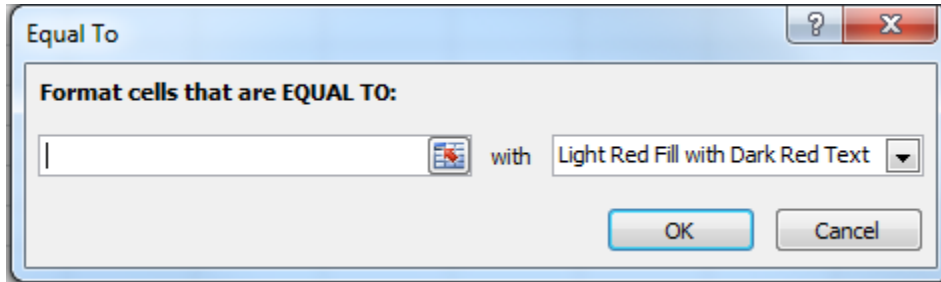 Equal To
Format cells that are EQUAL TO:
with Light Red Fill with Dark Red Text
OK Cancel